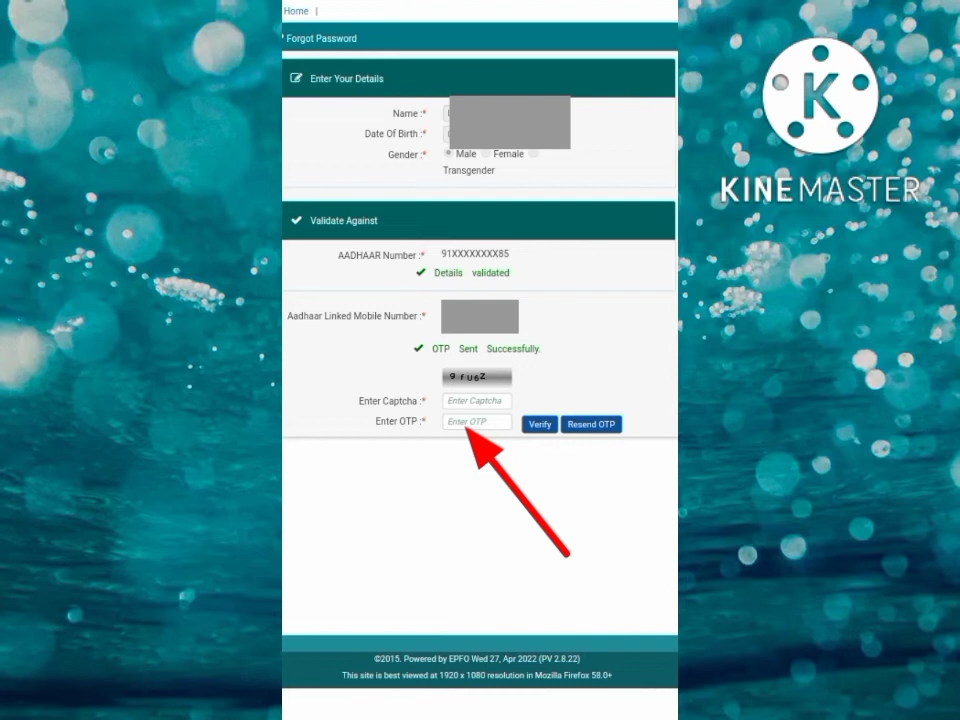 Home |
Forgot Password
Enter Your Details
Name :*
Date Of Birth :*
Gender :* Male Female
Transgender
Validate Against
AADHAAR Number :* 91XXXXXXXX85
Details validated
Aadhaar Linked Mobile Number :*
OTP Sent Successfully.
gfU6Z
Enter Captcha :* Enter Captcha
Enter OTP :* Enter OTP Verify Resend OTP
©2015. Powered by EPFO Wed 27, Apr 2022 (PV 2.8.22)
This site is best viewed at 1920 x 1080 resolution in Mozilla Firefox 58.0+
K
KINEMASTER